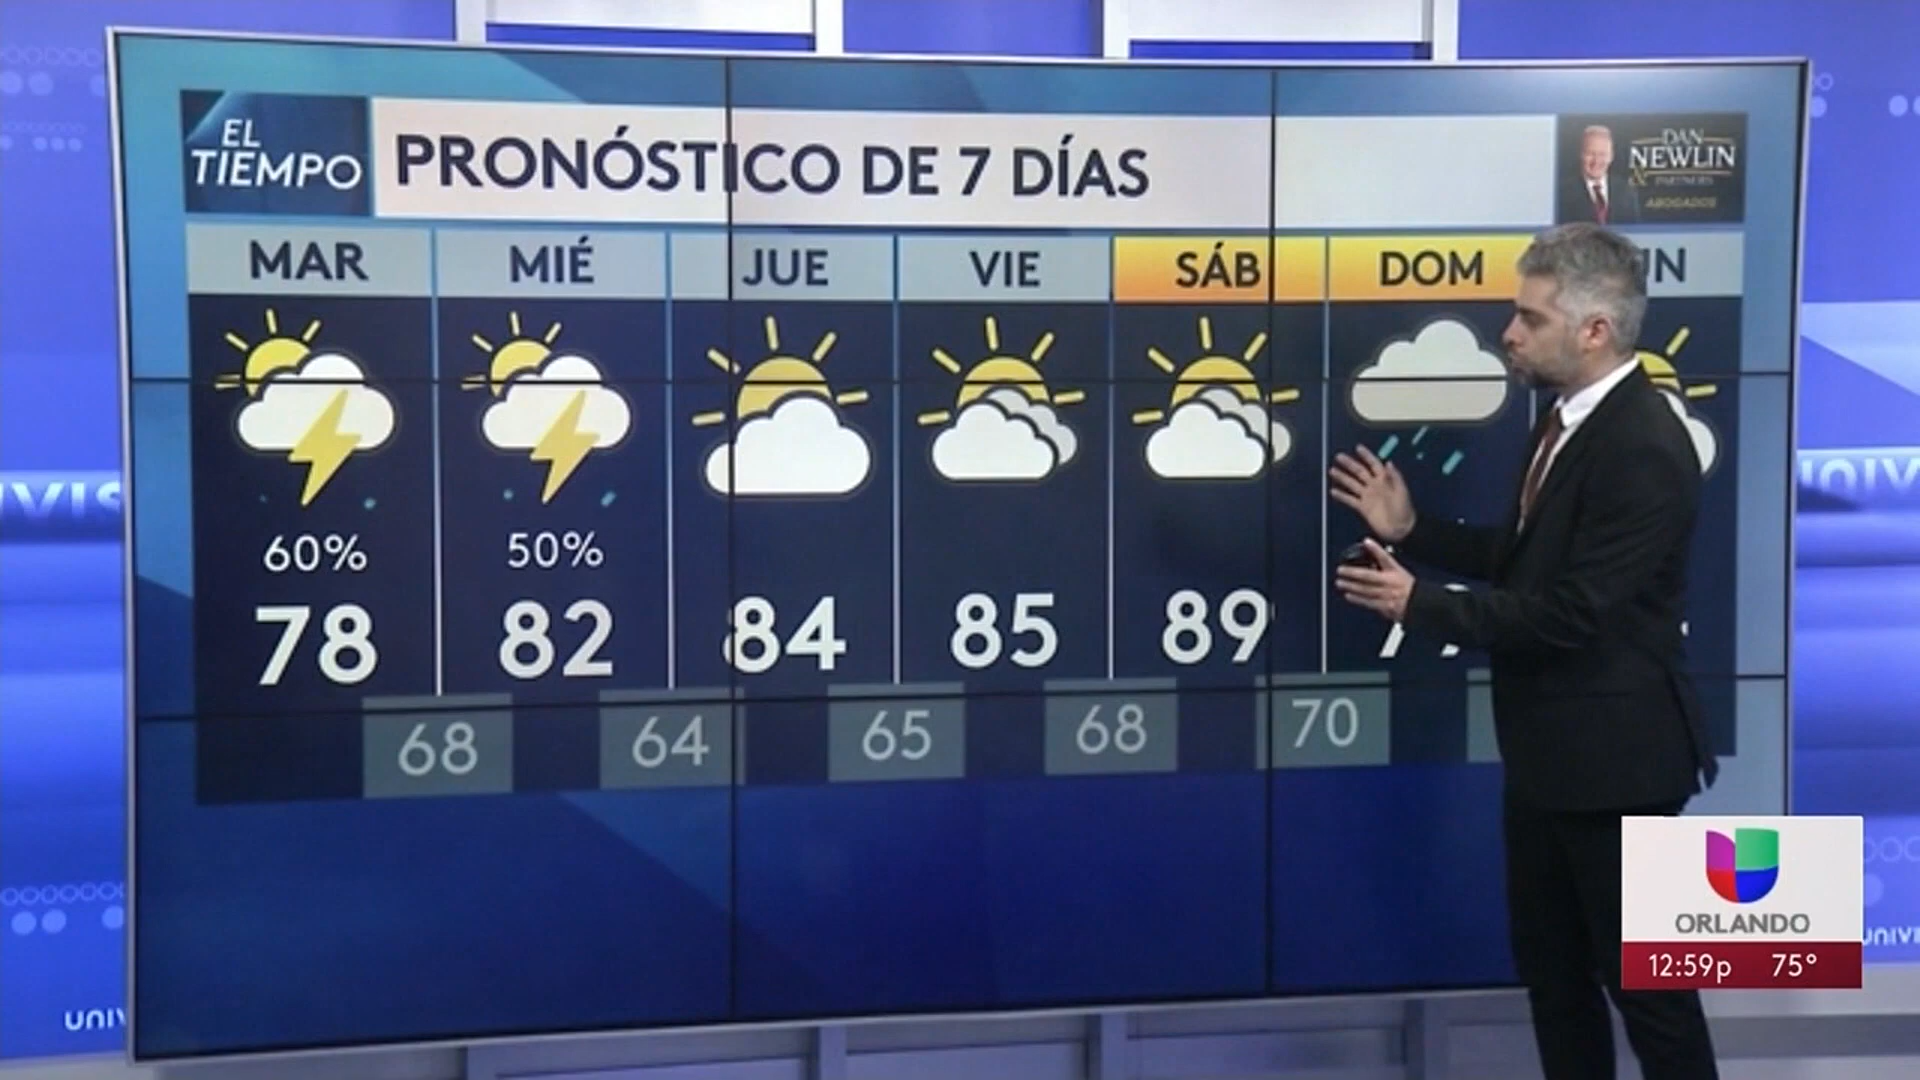 EL
TIEMPO
PRONÓSTICO DE 7 DÍAS
DAN
NEWLIN
& PARTNERS
ABOGADOS
MAR MIÉ JUE VIE SÁB DOM
60% 50%
78 82 84 85 89
68 64 65 68 70
ORLANDO
12:59p 75°